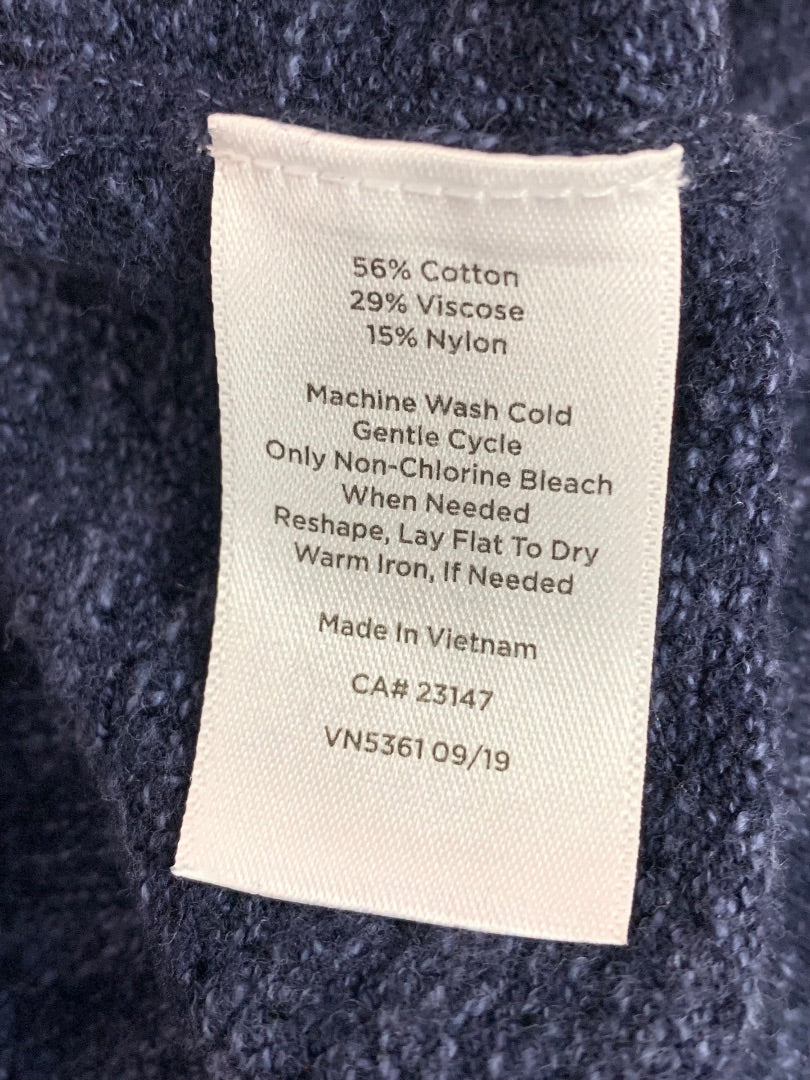 56% Cotton
29% Viscose
15% Nylon
Machine Wash Cold
Gentle Cycle
Only Non-Chlorine Bleach
When Needed
Reshape, Lay Flat To Dry
Warm Iron, If Needed
Made In Vietnam
CA# 23147
VN5361 09/19